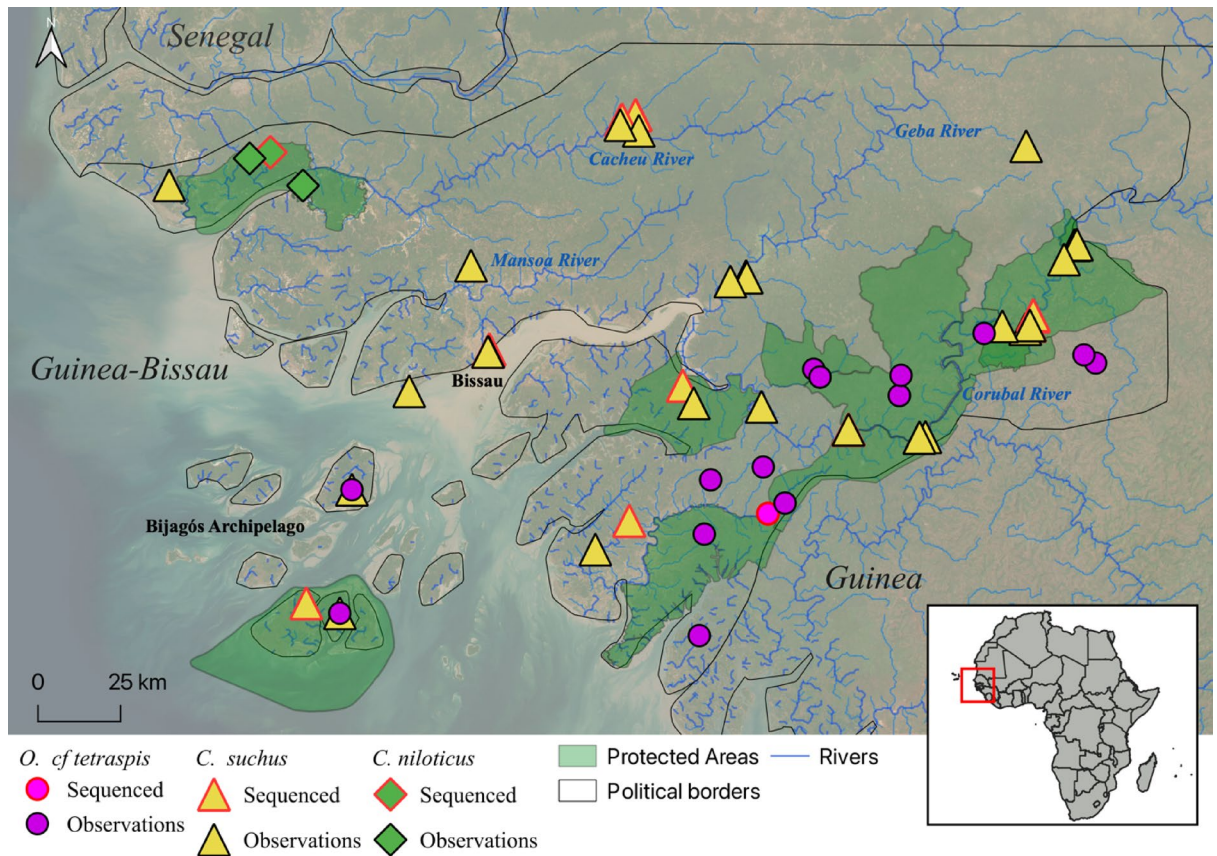 N
Senegal
Geba River
Cacheu River
Mansoa River
Guinea-Bissau
Bissau
Corubal River
Bijagós Archipelago
Guinea
0 25 km
O. cf tetraspis C. suchus C. niloticus
Protected Areas Rivers
Sequenced Sequenced Sequenced
Political borders
Observations Observations Observations